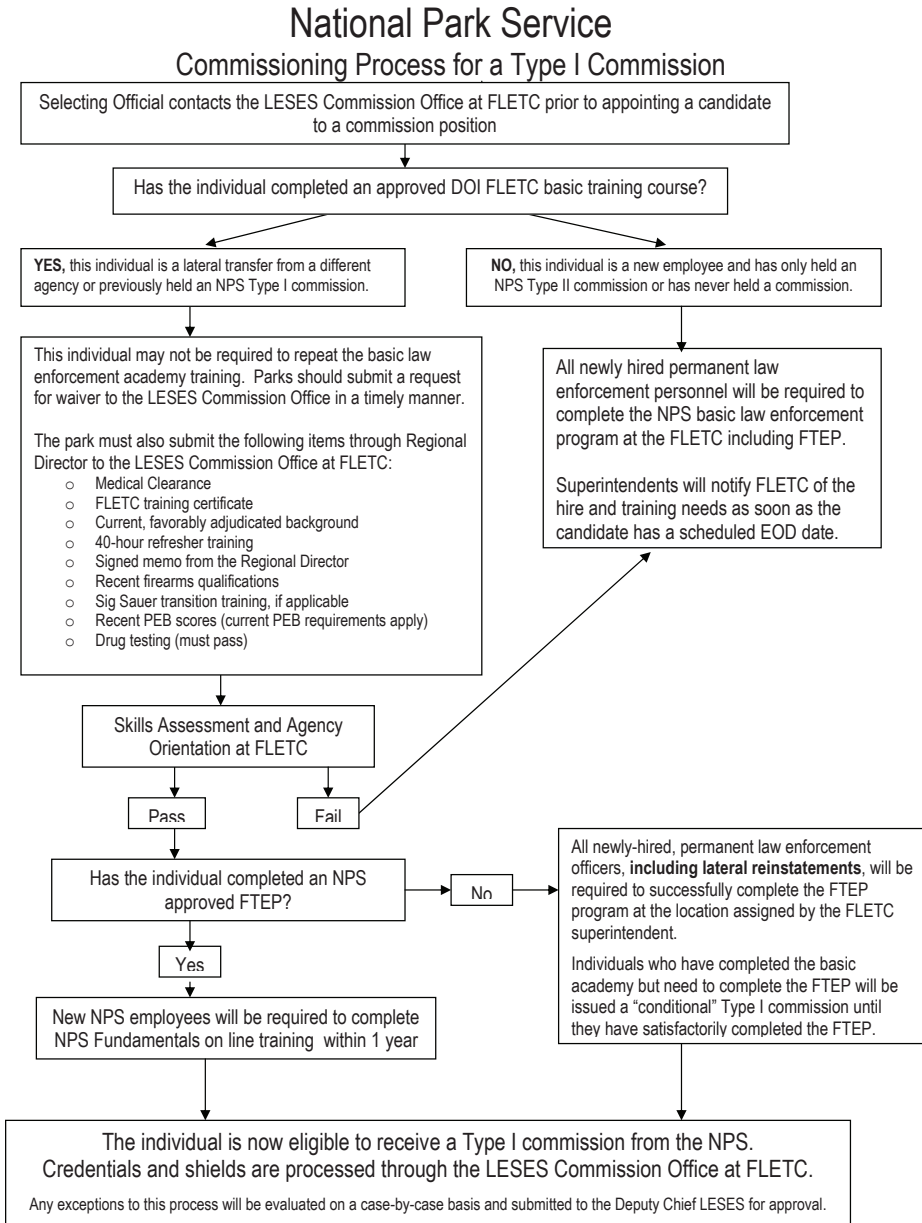 National Park Service
Commissioning Process for a Type I Commission
Selecting Official contacts the LESES Commission Office at FLETC prior to appointing a candidate
to a commission position
Has the individual completed an approved DOI FLETC basic training course?
YES, this individual is a lateral transfer from a different
agency or previously held an NPS Type I commission.
NO, this individual is a new employee and has only held an
NPS Type II commission or has never held a commission.
This individual may not be required to repeat the basic law
enforcement academy training. Parks should submit a request
for waiver to the LESES Commission Office in a timely manner.
The park must also submit the following items through Regional
Director to the LESES Commission Office at FLETC:
o Medical Clearance
o FLETC training certificate
o Current, favorably adjudicated background
o 40-hour refresher training
o Signed memo from the Regional Director
o Recent firearms qualifications
o Sig Sauer transition training, if applicable
o Recent PEB scores (current PEB requirements apply)
o Drug testing (must pass)
All newly hired permanent law
enforcement personnel will be required to
complete the NPS basic law enforcement
program at the FLETC including FTEP.
Superintendents will notify FLETC of the
hire and training needs as soon as the
candidate has a scheduled EOD date.
Skills Assessment and Agency
Orientation at FLETC
Pass
Fail
Has the individual completed an NPS
approved FTEP?
No
All newly-hired, permanent law enforcement
officers, including lateral reinstatements, will be
required to successfully complete the FTEP
program at the location assigned by the FLETC
superintendent.
Individuals who have completed the basic
academy but need to complete the FTEP will be
issued a “conditional” Type I commission until
they have satisfactorily completed the FTEP.
Yes
New NPS employees will be required to complete
NPS Fundamentals on line training within 1 year
The individual is now eligible to receive a Type I commission from the NPS.
Credentials and shields are processed through the LESES Commission Office at FLETC.
Any exceptions to this process will be evaluated on a case-by-case basis and submitted to the Deputy Chief LESES for approval.